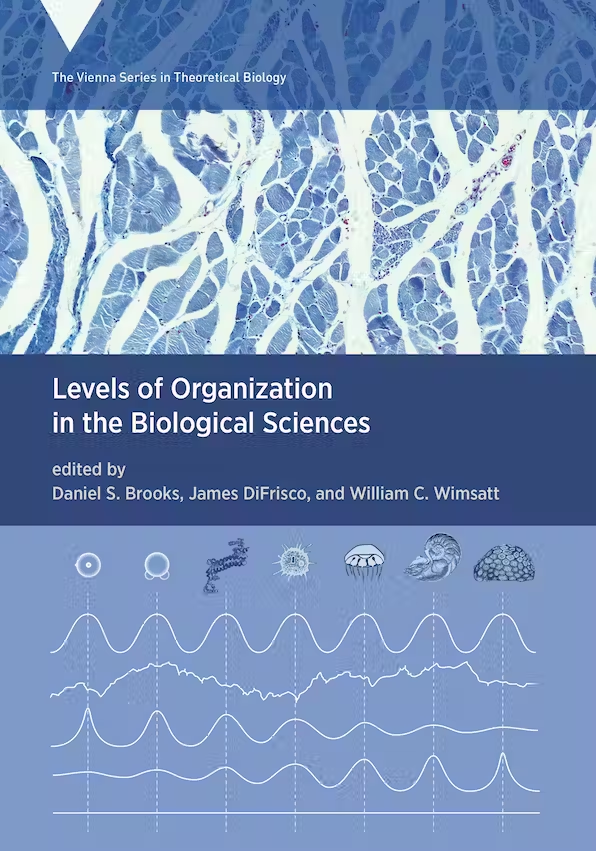 The Vienna Series in Theoretical Biology
Levels of Organization
in the Biological Sciences
edited by
Daniel S. Brooks, James DiFrisco, and William C. Wimsatt